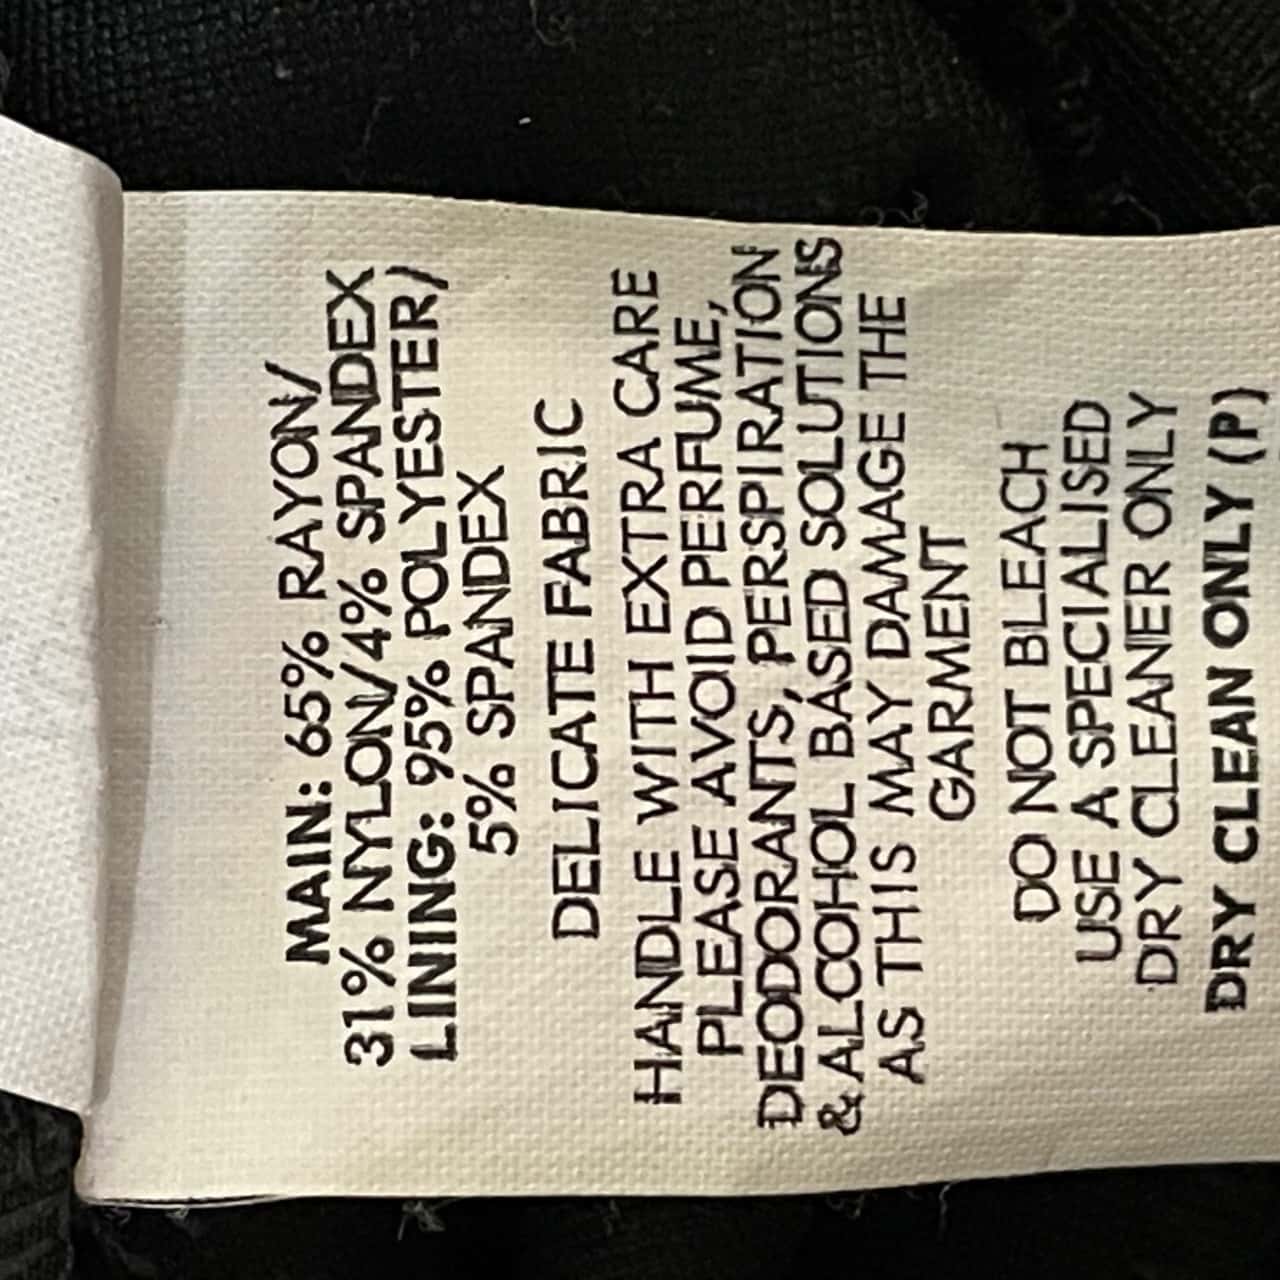 MAIN: 65% RAYON/
31% NYLON/4% SPANDEX
LINING: 95% POLYESTER/
5% SPANDEX
DELICATE FABRIC
HANDLE WITH EXTRA CARE
PLEASE AVOID PERFUME,
DEODORANTS, PERSPIRATION
& ALCOHOL BASED SOLUTIONS
AS THIS MAY DAMAGE THE
GARMENT
DO NOT BLEACH
USE A SPECIALISED
DRY CLEANER ONLY
DRY CLEAN ONLY (P)